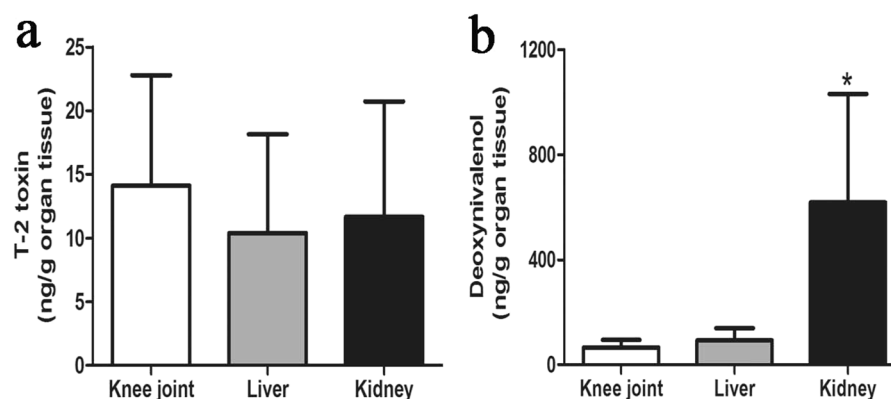 a
25
20
15
10
5
0
T-2 toxin
(ng/g organ tissue)
Knee joint Liver Kidney
b
1200
800
400
0
Deoxynivalenol
(ng/g organ tissue)
*
Knee joint Liver Kidney